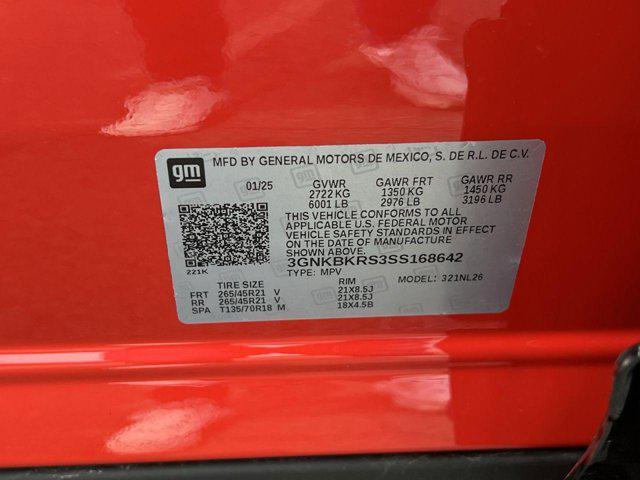 gm MFD BY GENERAL MOTORS DE MEXICO, S. DE R.L. DE C.V.
01/25 GVWR GAWR FRT GAWR RR
2722 KG 1350 KG 1450 KG
6001 LB 2976 LB 3196 LB
THIS VEHICLE CONFORMS TO ALL
APPLICABLE U.S. FEDERAL MOTOR
VEHICLE SAFETY STANDARDS IN EFFECT
ON THE DATE OF MANUFACTURE SHOWN ABOVE.
221K 3GNKBKRS3SS168642
TYPE: MPV MODEL: 321NL26
TIRE SIZE RIM
FRT 265/45R21 V 21X8.5J
RR 265/45R21 V 21X8.5J
SPA T135/70R18 M 18X4.5B